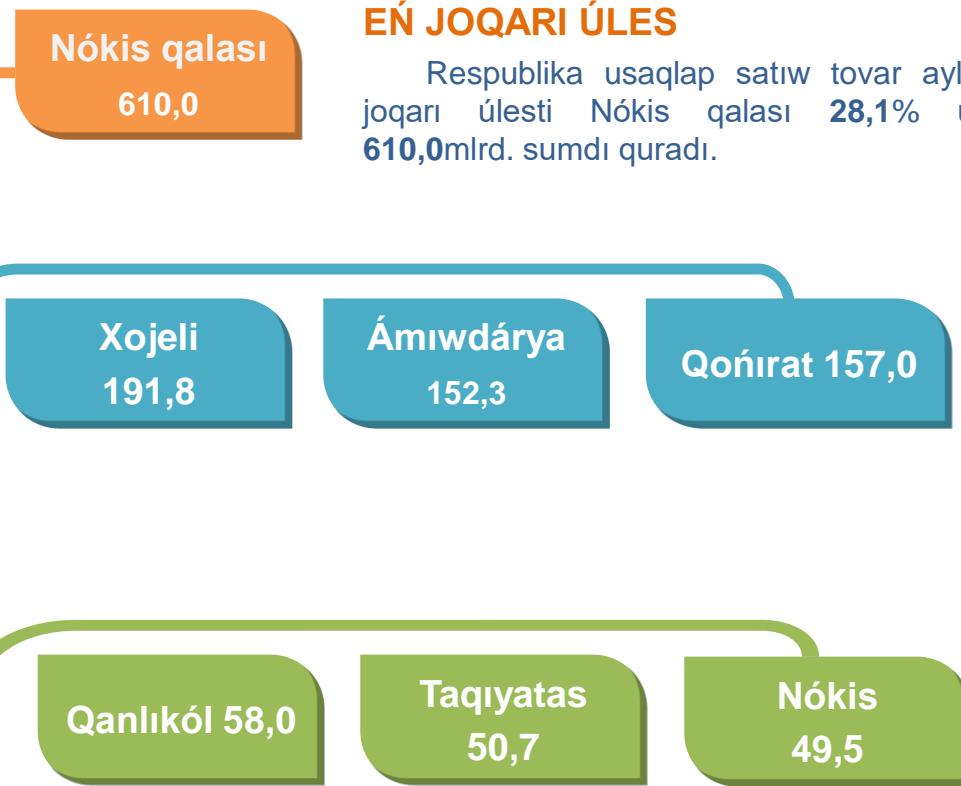 Nókis qalası
610,0
EŃ JOQARI ÚLES
Respublika usaqlap satıw tovar
joqarı úlesti Nókis qalası 28,1%
610,0mlrd. sumdı quradı.
Xojeli
191,8
Ámıwdárya
152,3
Qońırat 157,0
Qanlıkól 58,0
Taqıyatas
50,7
Nókis
49,5